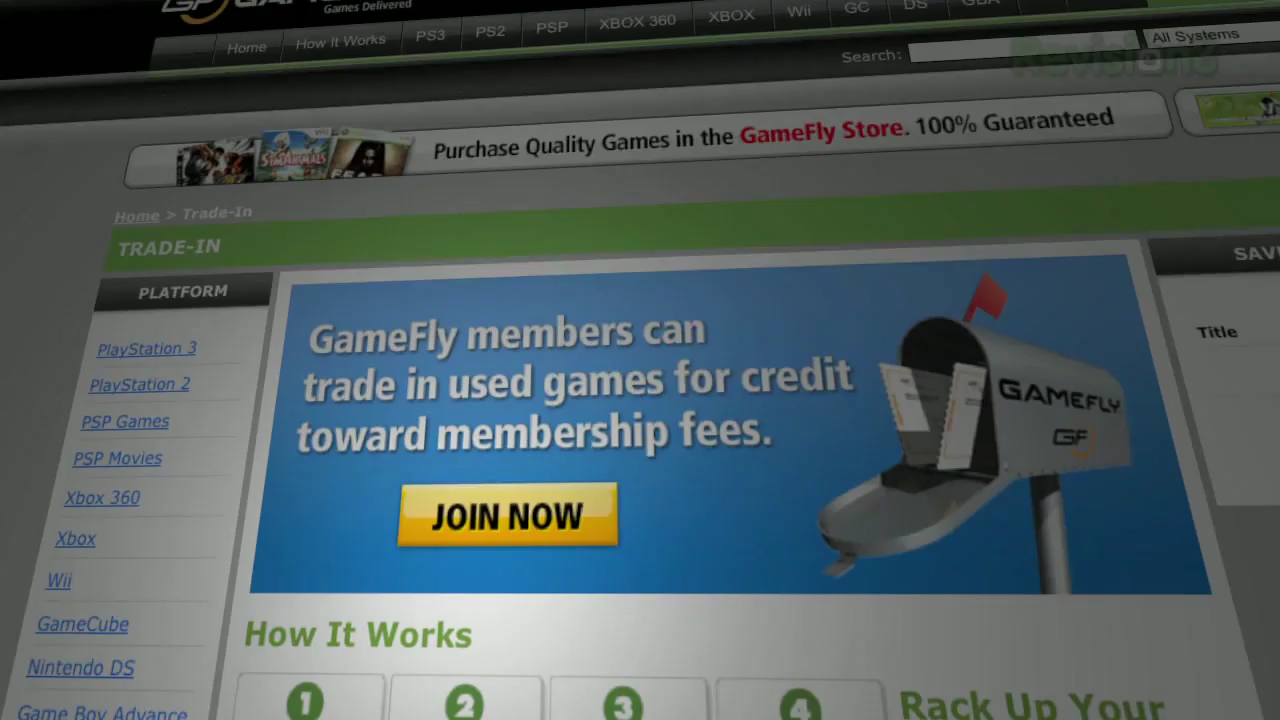 GF GAM
Games Delivered
Home How It Works PS3 PS2 PSP XBOX 360 XBOX Wii GC DS GBA
Search: All Systems
Revision3
Purchase Quality Games in the GameFly Store. 100% Guaranteed
Home > Trade-In
TRADE-IN
PLATFORM
PlayStation 3
PlayStation 2
PSP Games
PSP Movies
Xbox 360
Xbox
Wii
GameCube
Nintendo DS
Game Boy Advance
GameFly members can
trade in used games for credit
toward membership fees.
JOIN NOW
GAMEFLY
GF
SAV
Title
How It Works
1 2 3 4
Rack Up Your